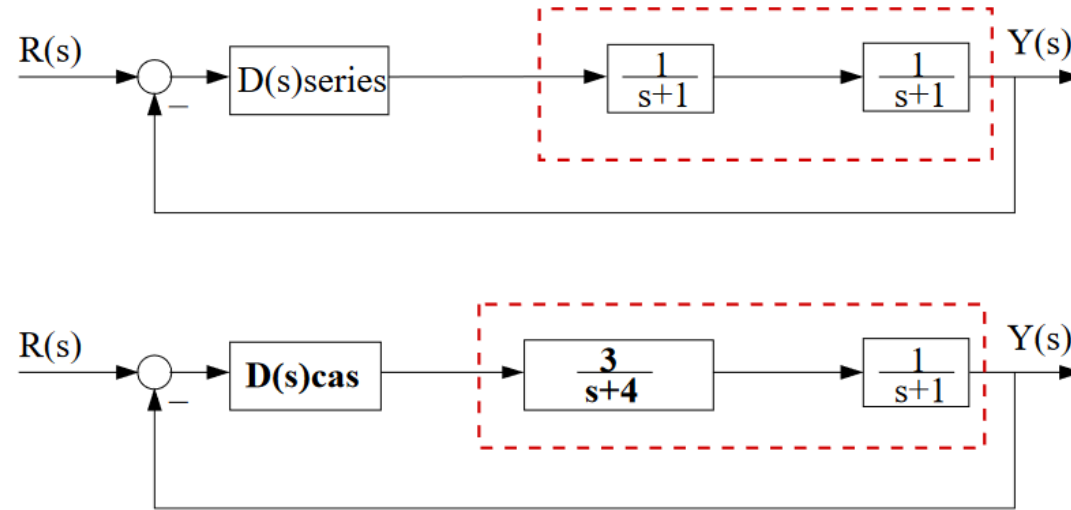 R(s)
D(s)series
1
s+1
1
s+1
Y(s)
−
R(s)
D(s)cas
3
s+4
1
s+1
Y(s)
−